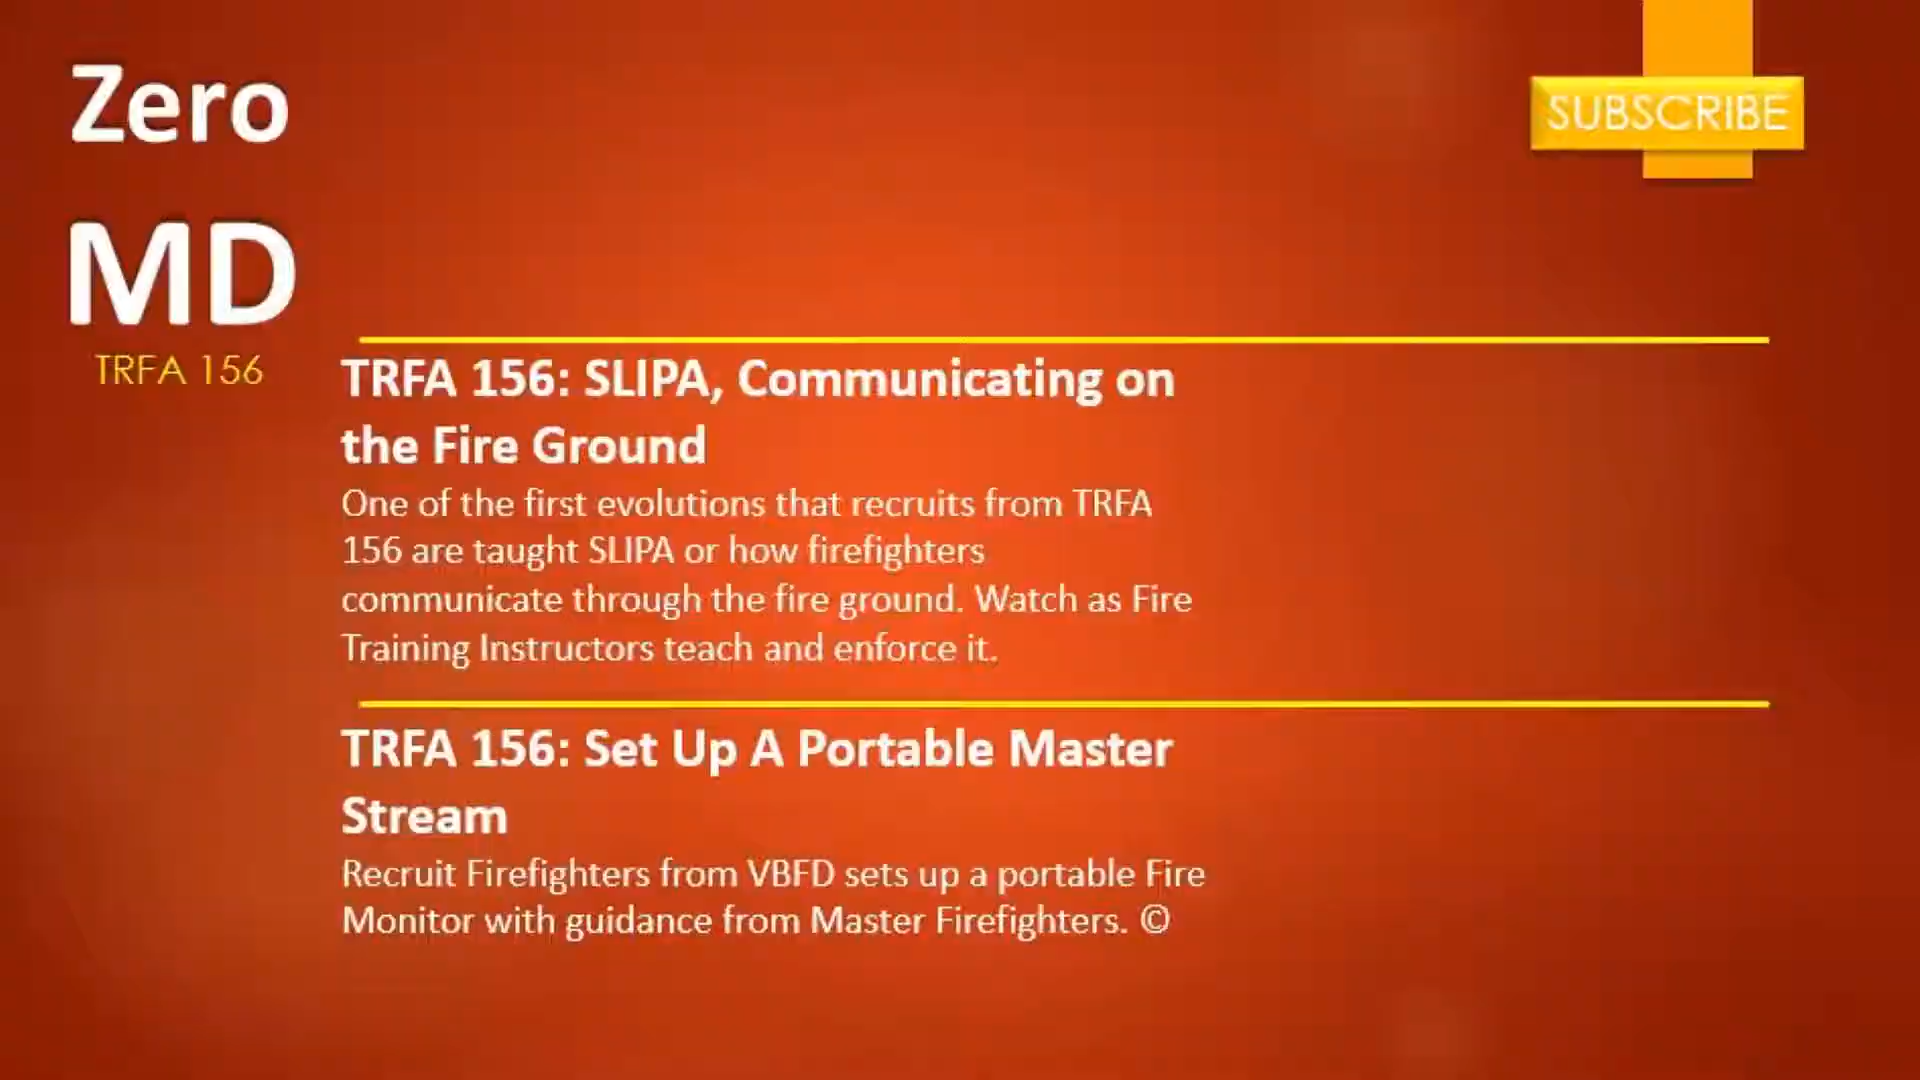 Zero
MD
TRFA 156
SUBSCRIBE
TRFA 156: SLIPA, Communicating on
the Fire Ground
One of the first evolutions that recruits from TRFA
156 are taught SLIPA or how firefighters
communicate through the fire ground. Watch as Fire
Training Instructors teach and enforce it.
TRFA 156: Set Up A Portable Master
Stream
Recruit Firefighters from VBFD sets up a portable Fire
Monitor with guidance from Master Firefighters. ©